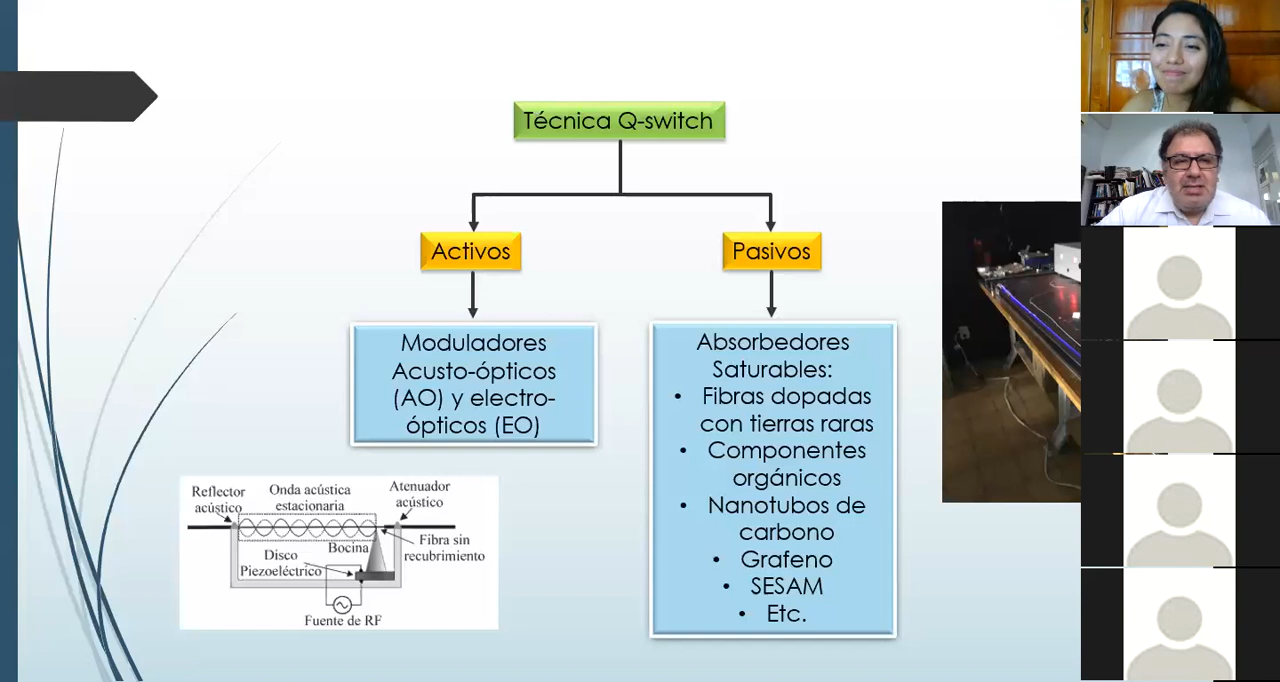 Técnica Q-switch
Activos
Pasivos
Moduladores
Acusto-ópticos
(AO) y electro-
ópticos (EO)
Absorbedores
Saturables:
• Fibras dopadas
con tierras raras
• Componentes
orgánicos
• Nanotubos de
carbono
• Grafeno
• SESAM
• Etc.
Reflector
acústico
Onda acústica
estacionaria
Atenuador
acústico
Bocina
Fibra sin
recubrimiento
Disco
Piezoeléctrico
Fuente de RF